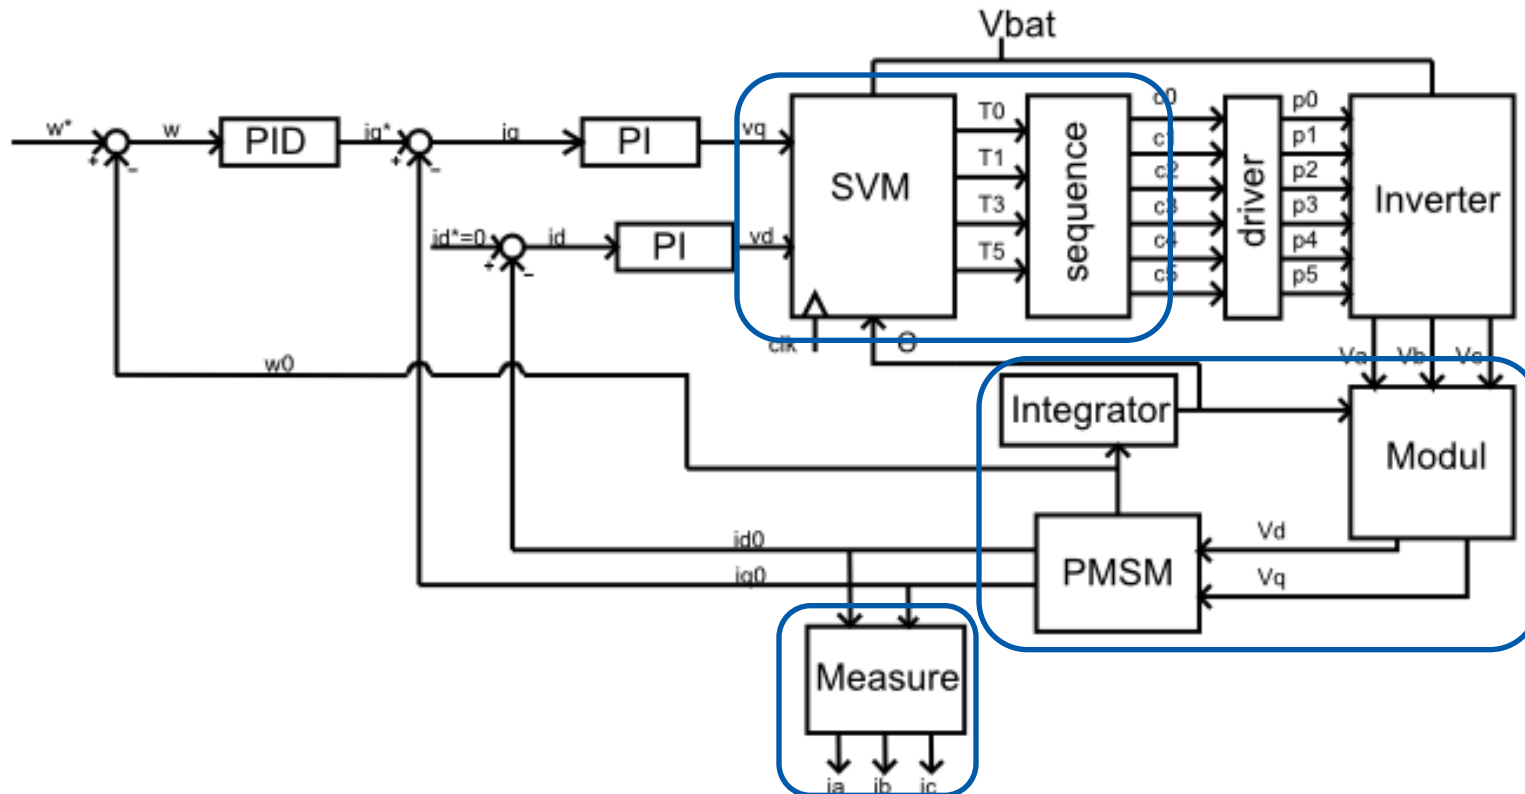 Vbat
w*
+
-
w
PID
iq*
+
-
iq
PI
vq
SVM
T0
T1
T3
T5
sequence
c0
c1
c2
c3
c4
c5
driver
p0
p1
p2
p3
p4
p5
Inverter
id*=0
+
-
id
PI
vd
clk
Va
Vb
Vc
w0
Integrator
Modul
id0
iq0
PMSM
Vd
Vq
Measure
ia
ib
ic